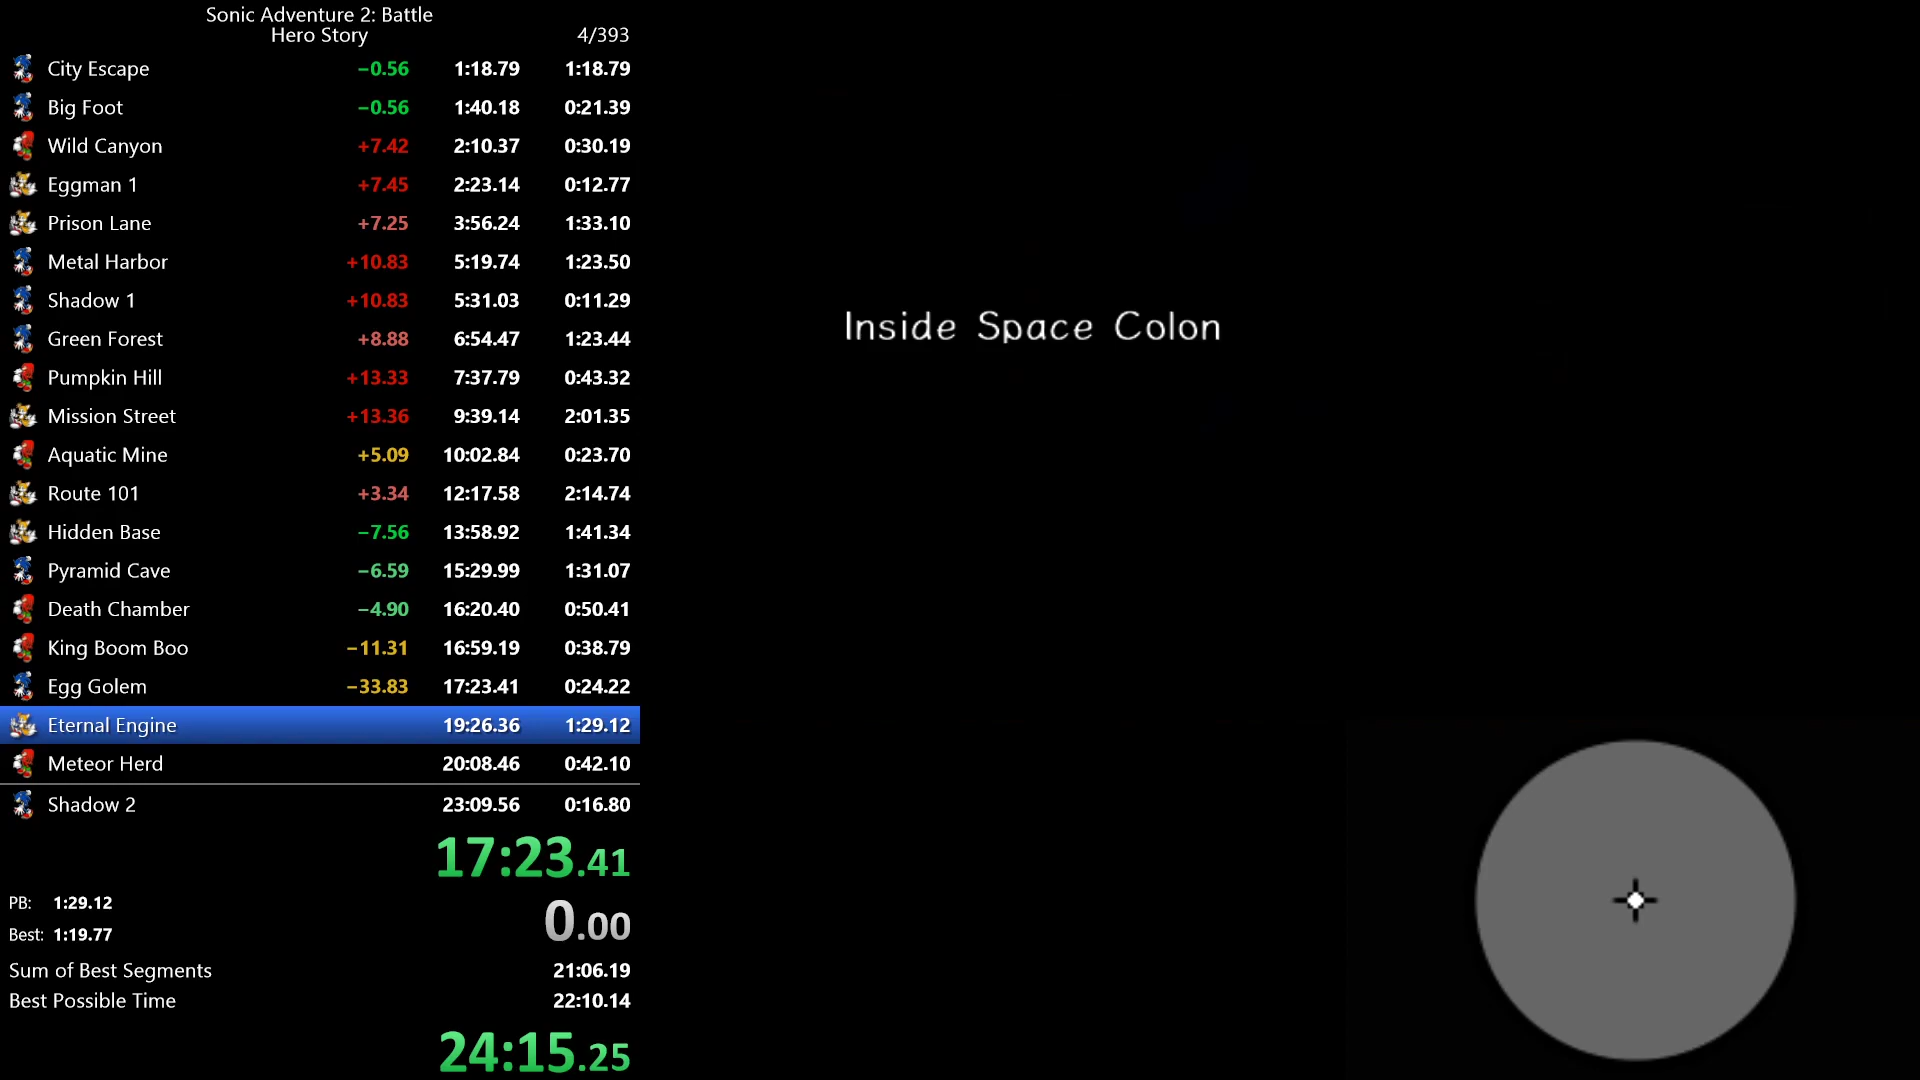 Sonic Adventure 2: Battle
Hero Story 4/393
City Escape −0.56 1:18.79 1:18.79
Big Foot −0.56 1:40.18 0:21.39
Wild Canyon +7.42 2:10.37 0:30.19
Eggman 1 +7.45 2:23.14 0:12.77
Prison Lane +7.25 3:56.24 1:33.10
Metal Harbor +10.83 5:19.74 1:23.50
Shadow 1 +10.83 5:31.03 0:11.29
Green Forest +8.88 6:54.47 1:23.44
Pumpkin Hill +13.33 7:37.79 0:43.32
Mission Street +13.36 9:39.14 2:01.35
Aquatic Mine +5.09 10:02.84 0:23.70
Route 101 +3.34 12:17.58 2:14.74
Hidden Base −7.56 13:58.92 1:41.34
Pyramid Cave −6.59 15:29.99 1:31.07
Death Chamber −4.90 16:20.40 0:50.41
King Boom Boo −11.31 16:59.19 0:38.79
Egg Golem −33.83 17:23.41 0:24.22
Eternal Engine 19:26.36 1:29.12
Meteor Herd 20:08.46 0:42.10
Shadow 2 23:09.56 0:16.80
17:23.41
PB: 1:29.12
0.00
Best: 1:19.77
Sum of Best Segments 21:06.19
Best Possible Time 22:10.14
24:15.25
Inside Space Colon